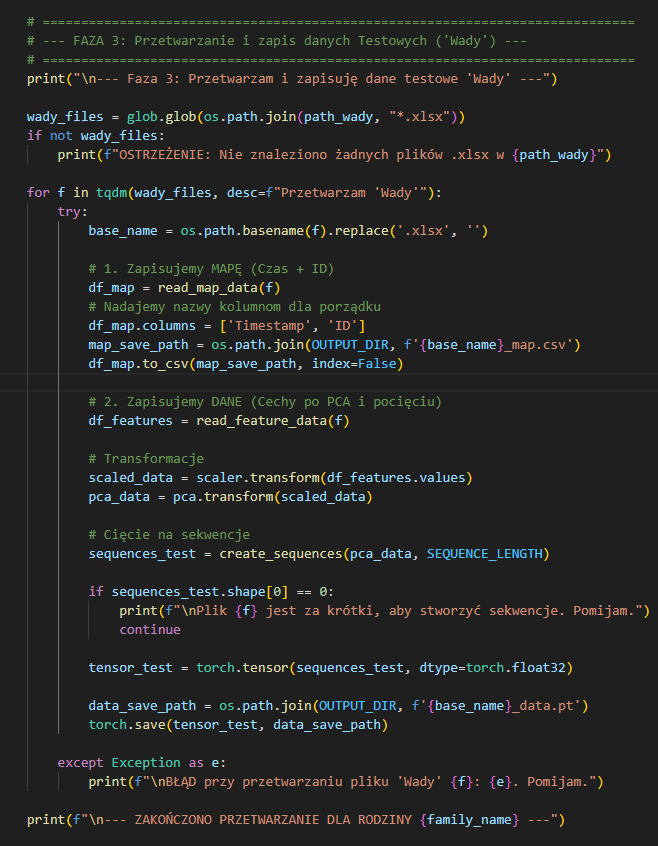 # =============================================================================
# --- FAZA 3: Przetwarzanie i zapis danych Testowych ('Wady') ---
# =============================================================================
print("\n--- Faza 3: Przetwarzam i zapisuję dane testowe 'Wady' ---")
wady_files = glob.glob(os.path.join(path_wady, "*.xlsx"))
if not wady_files:
    print(f"OSTRZEŻENIE: Nie znaleziono żadnych plików .xlsx w {path_wady}")
for f in tqdm(wady_files, desc=f"Przetwarzam 'Wady'"):
    try:
        base_name = os.path.basename(f).replace('.xlsx', '')
        # 1. Zapisujemy MAPĘ (Czas + ID)
        df_map = read_map_data(f)
        # Nadajemy nazwy kolumnom dla porządku
        df_map.columns = ['Timestamp', 'ID']
        map_save_path = os.path.join(OUTPUT_DIR, f'{base_name}_map.csv')
        df_map.to_csv(map_save_path, index=False)
        # 2. Zapisujemy DANE (Cechy po PCA i pocięciu)
        df_features = read_feature_data(f)
        # Transformacje
        scaled_data = scaler.transform(df_features.values)
        pca_data = pca.transform(scaled_data)
        # Cięcie na sekwencje
        sequences_test = create_sequences(pca_data, SEQUENCE_LENGTH)
        if sequences_test.shape[0] == 0:
            print(f"\nPlik {f} jest za krótki, aby stworzyć sekwencje. Pomijam.")
            continue
        tensor_test = torch.tensor(sequences_test, dtype=torch.float32)
        data_save_path = os.path.join(OUTPUT_DIR, f'{base_name}_data.pt')
        torch.save(tensor_test, data_save_path)
    except Exception as e:
        print(f"\nBŁĄD przy przetwarzaniu pliku 'Wady' {f}: {e}. Pomijam.")
print(f"\n--- ZAKOŃCZONO PRZETWARZANIE DLA RODZINY {family_name} ---")